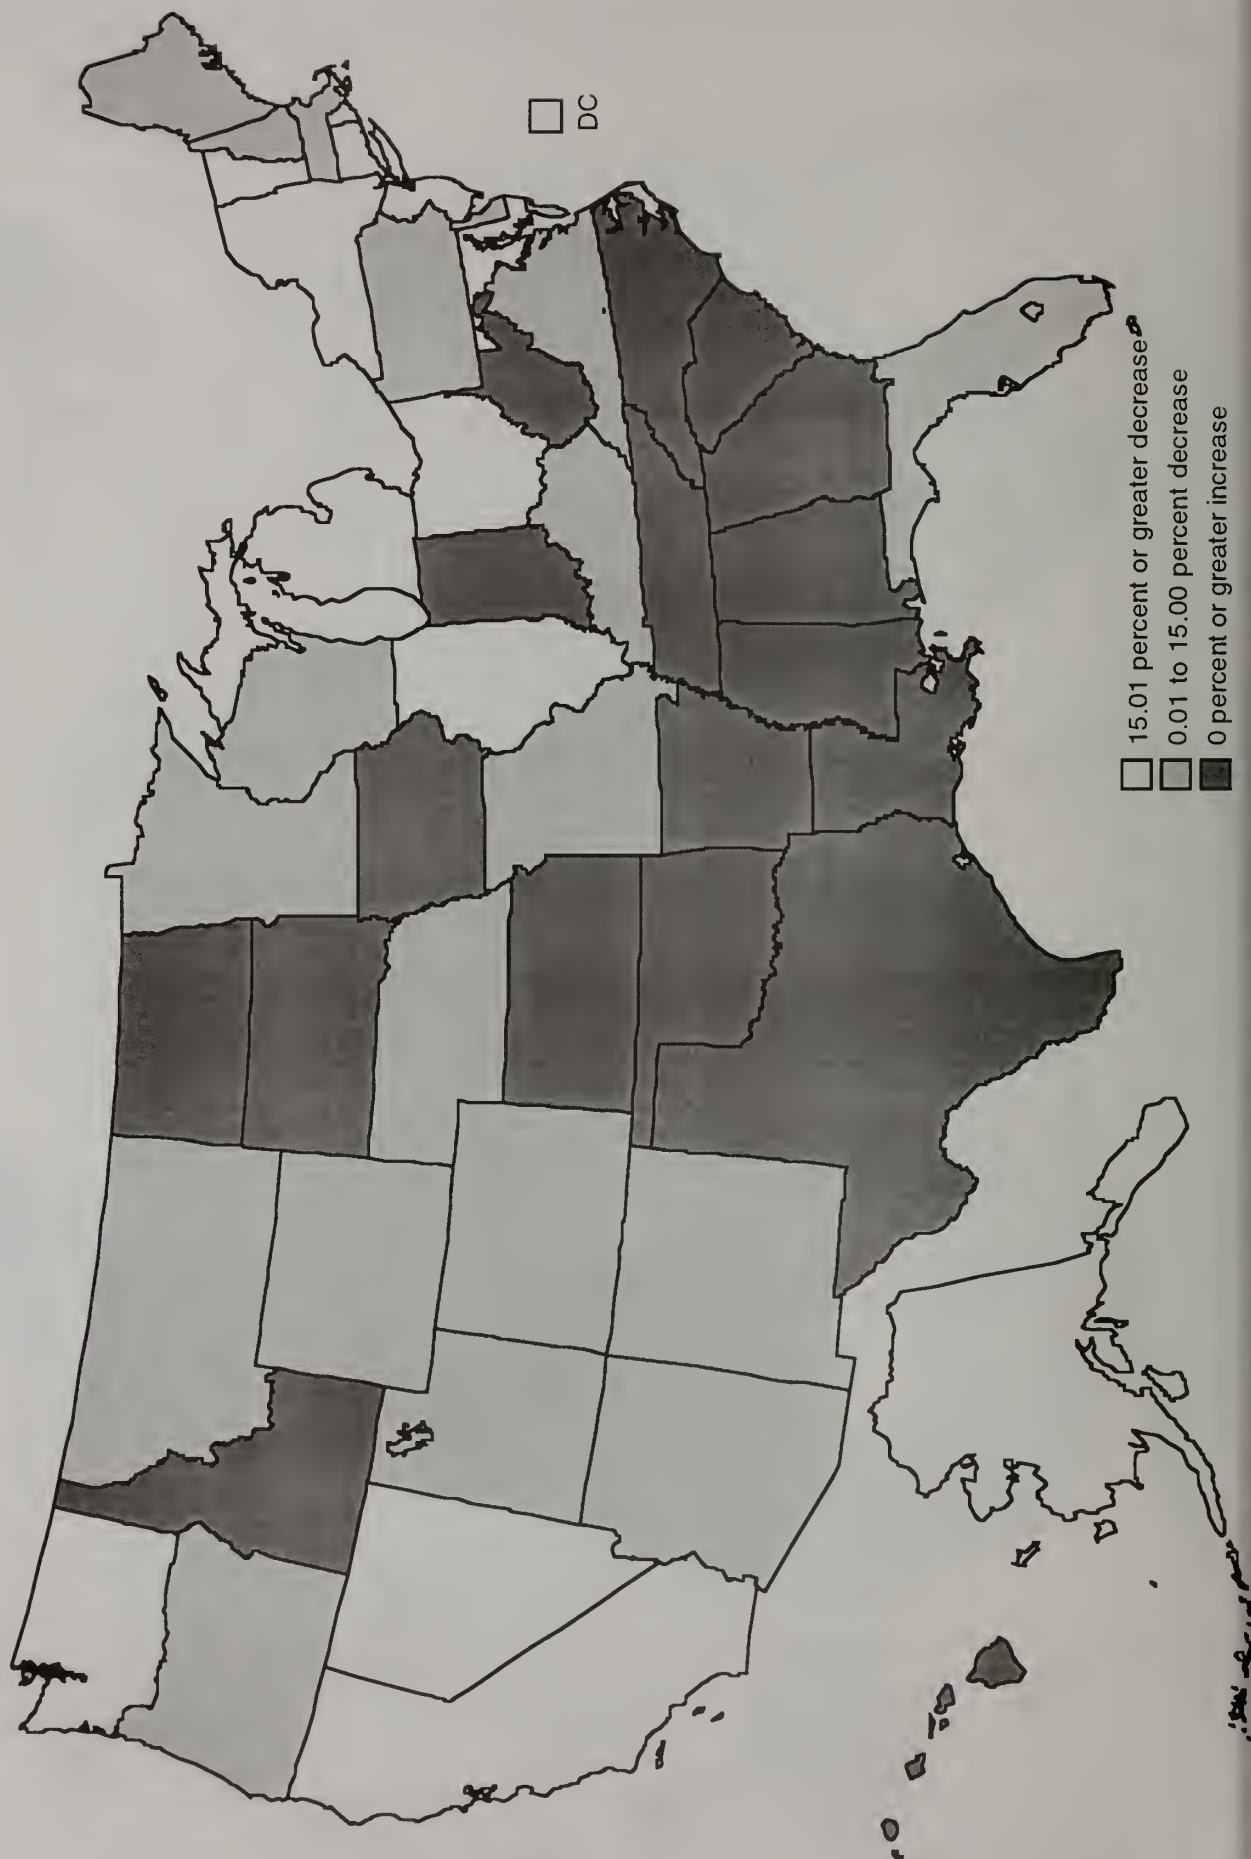 DC
15.01 percent or greater decrease
0.01 to 15.00 percent decrease
0 percent or greater increase